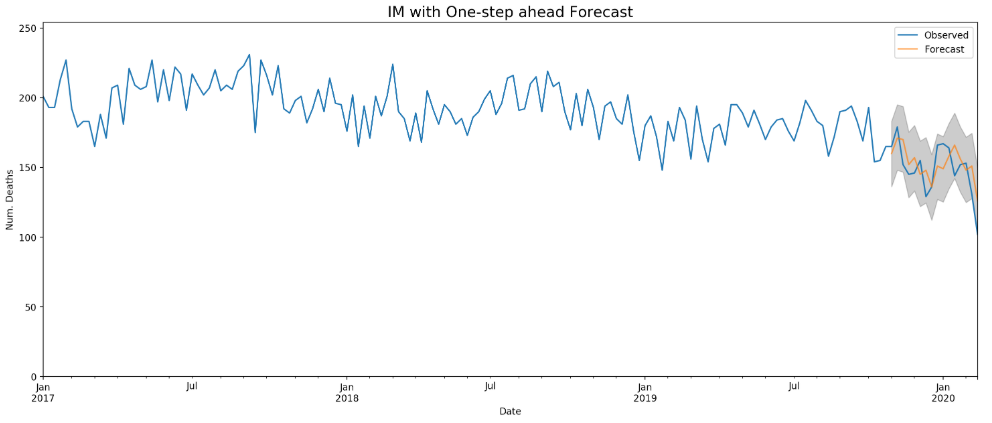 IM with One-step ahead Forecast
250
200
150
100
50
0
Num. Deaths
Observed
Forecast
Jan
2017
Jul
Jan
2018
Jul
Jan
2019
Jul
Jan
2020
Date